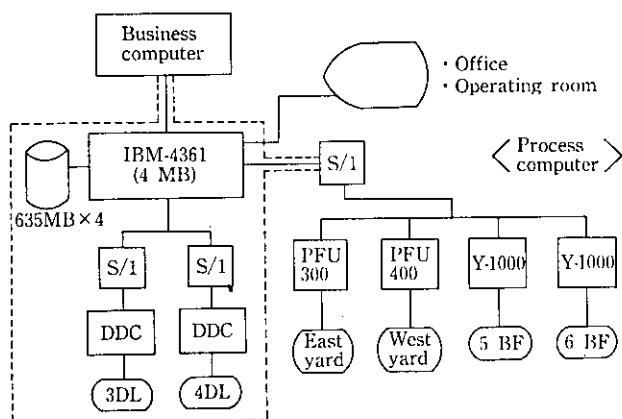 Business
computer
・Office
・Operating room
IBM-4361
(4 MB)
S/1
Process
computer
635MB×4
S/1
S/1
PFU
300
PFU
400
Y-1000
Y-1000
DDC
DDC
East
yard
West
yard
5 BF
6 BF
3DL
4DL